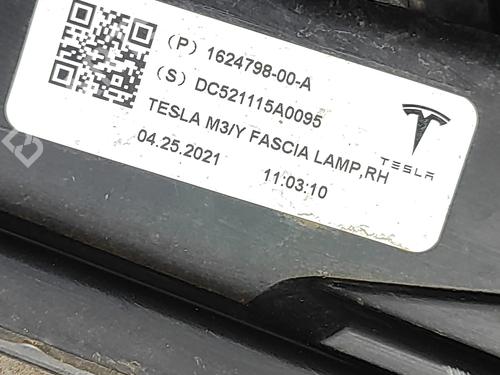 (P) 1624798-00-A
(S) DC521115A0095
TESLA M3/Y FASCIA LAMP,RH
04.25.2021 11:03:10
TESLA